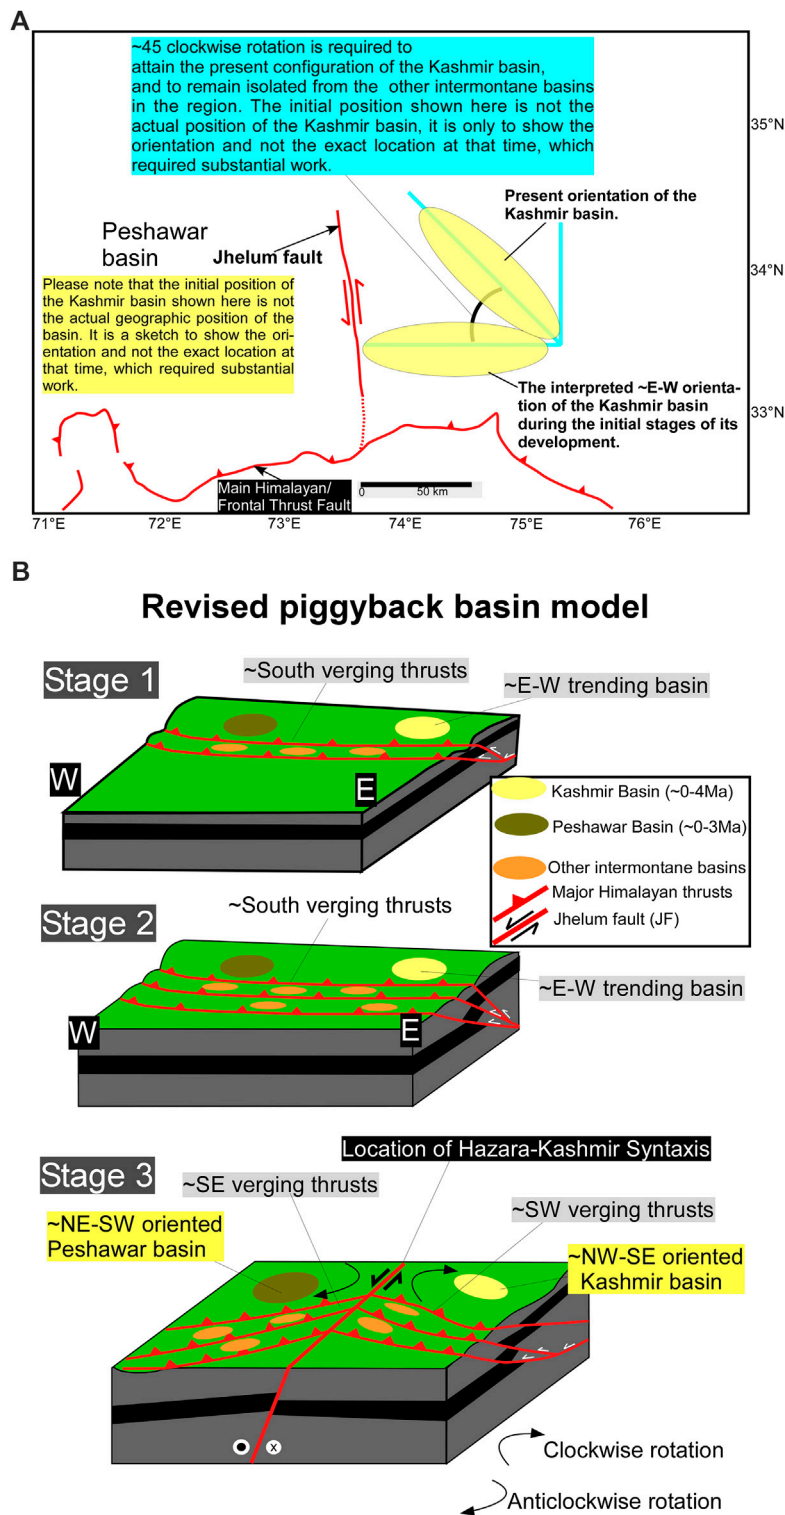 A
~45 clockwise rotation is required to
attain the present configuration of the Kashmir basin,
and to remain isolated from the other intermontane basins
in the region. The initial position shown here is not the
actual position of the Kashmir basin, it is only to show the
orientation and not the exact location at that time, which
required substantial work.
35°N
Present orientation of the
Kashmir basin.
Peshawar
basin
Jhelum fault
34°N
Please note that the initial position of
the Kashmir basin shown here is not
the actual geographic position of the
basin. It is a sketch to show the ori-
entation and not the exact location at
that time, which required substantial
work.
The interpreted ~E-W orienta-
tion of the Kashmir basin
during the initial stages of its
development.
33°N
Main Himalayan/
Frontal Thrust Fault
0 50 km
71°E 72°E 73°E 74°E 75°E 76°E
B
Revised piggyback basin model
Stage 1
~South verging thrusts
~E-W trending basin
W
E
Kashmir Basin (~0-4Ma)
Peshawar Basin (~0-3Ma)
Other intermontane basins
Major Himalayan thrusts
Jhelum fault (JF)
Stage 2
~South verging thrusts
~E-W trending basin
W
E
Location of Hazara-Kashmir Syntaxis
Stage 3
~SE verging thrusts
~SW verging thrusts
~NE-SW oriented
Peshawar basin
~NW-SE oriented
Kashmir basin
x
Clockwise rotation
Anticlockwise rotation